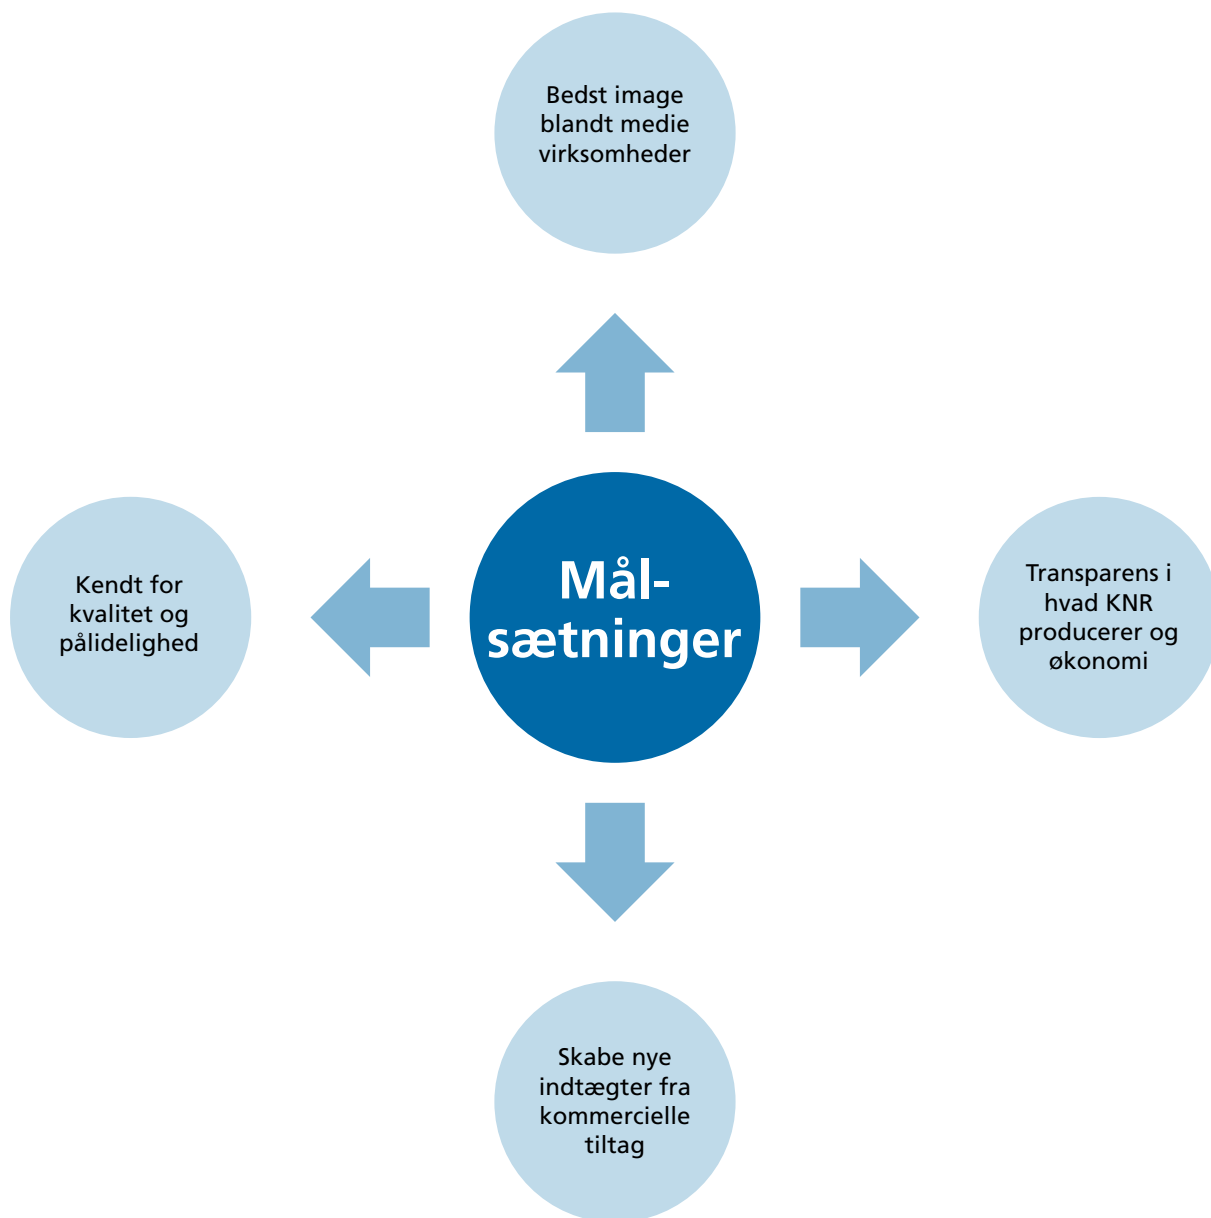 Bedst image
blandt medie
virksomheder
Kendt for
kvalitet og
pålidelighed
Mål-
sætninger
Transparens i
hvad KNR
producerer og
økonomi
Skabe nye
indtægter fra
kommercielle
tiltag